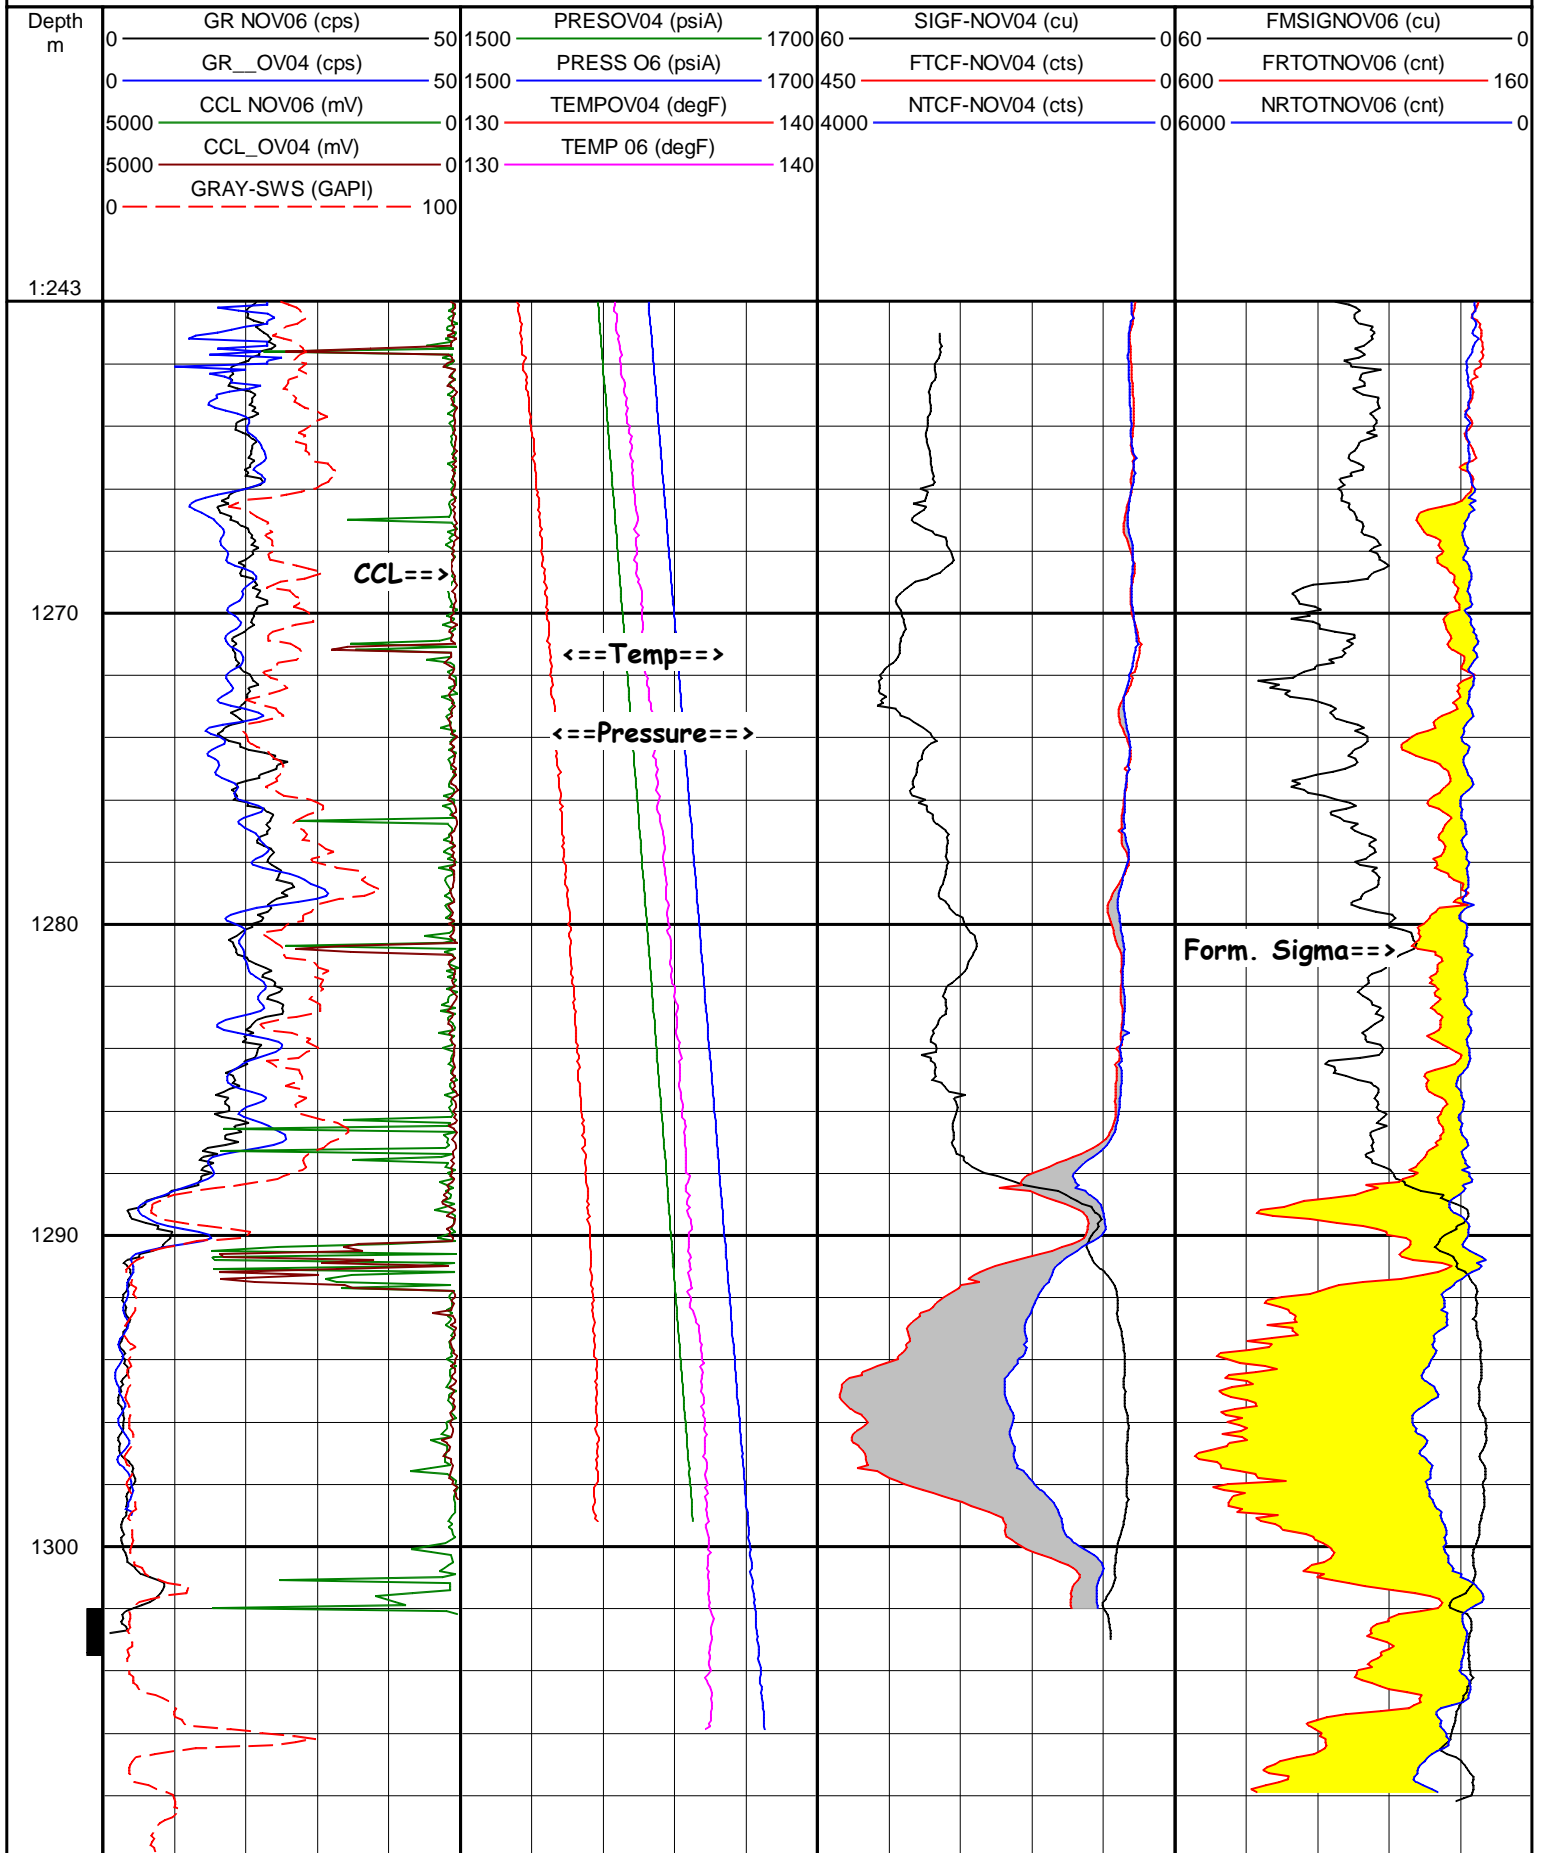 Depth
m
1:243
GR NOV06 (cps)
0 50
GR__OV04 (cps)
0 50
CCL NOV06 (mV)
5000 0
CCL_OV04 (mV)
5000 0
GRAY-SWS (GAPI)
0 100
PRESOV04 (psiA)
1500 1700
PRESS O6 (psiA)
1500 1700
TEMPOV04 (degF)
130 140
TEMP 06 (degF)
130 140
SIGF-NOV04 (cu)
60 0
FTCF-NOV04 (cts)
450 0
NTCF-NOV04 (cts)
4000 0
FMSIGNOV06 (cu)
60 0
FRTOTNOV06 (cnt)
600 160
NRTOTNOV06 (cnt)
6000 0
CCL==>
1270
<==Temp==>
<==Pressure==>
1280
Form. Sigma==>
1290
1300